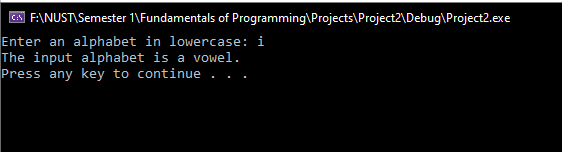 F:\NUST\Semester 1\Fundamentals of Programming\Projects\Project2\Debug\Project2.exe
Enter an alphabet in lowercase: i
The input alphabet is a vowel.
Press any key to continue . . .